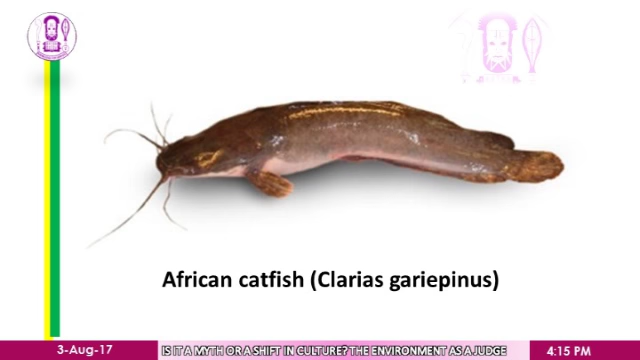 African catfish (Clarias gariepinus)
3-Aug-17
IS IT A MYTH OR A SHIFT IN CULTURE? THE ENVIRONMENT AS A JUDGE
4:15 PM